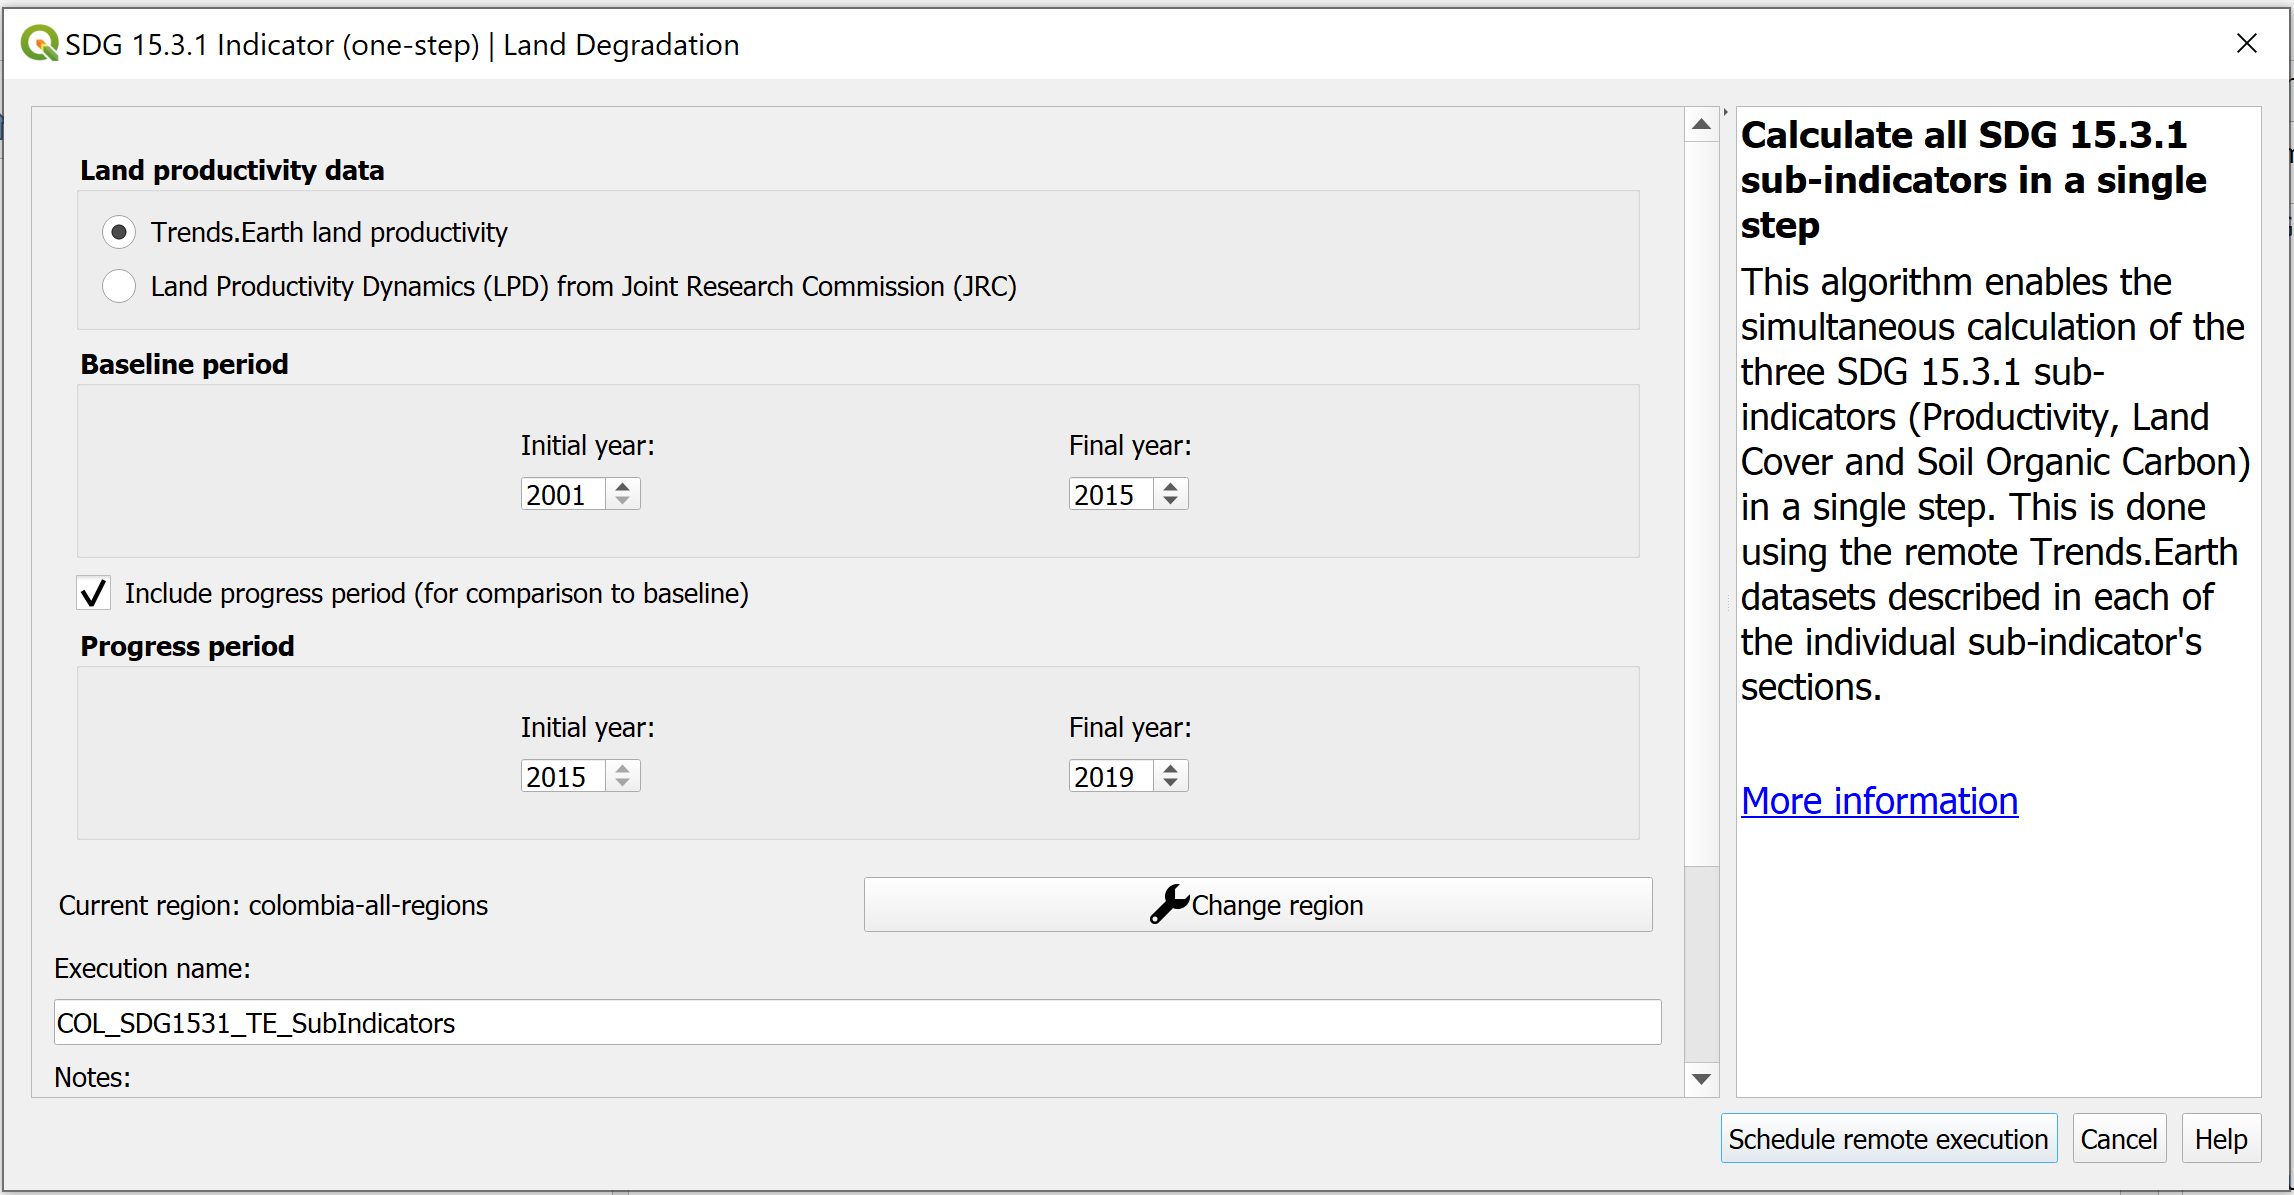 SDG 15.3.1 Indicator (one-step) | Land Degradation
Land productivity data
Trends.Earth land productivity
Land Productivity Dynamics (LPD) from Joint Research Commission (JRC)
Baseline period
Initial year:
Final year:
2001
2015
Include progress period (for comparison to baseline)
Progress period
Initial year:
Final year:
2015
2019
Current region: colombia-all-regions
Change region
Execution name:
COL_SDG1531_TE_SubIndicators
Notes:
Calculate all SDG 15.3.1
sub-indicators in a single
step
This algorithm enables the
simultaneous calculation of the
three SDG 15.3.1 sub-
indicators (Productivity, Land
Cover and Soil Organic Carbon)
in a single step. This is done
using the remote Trends.Earth
datasets described in each of
the individual sub-indicator's
sections.
More information
Schedule remote execution
Cancel
Help